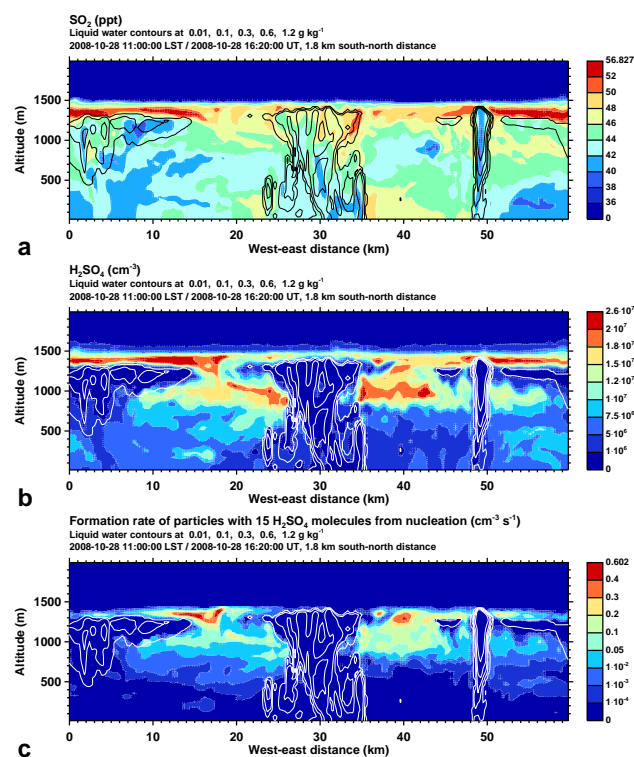 SO₂ (ppt)
Liquid water contours at 0.01, 0.1, 0.3, 0.6, 1.2 g kg⁻¹
2008-10-28 11:00:00 LST / 2008-10-28 16:20:00 UT, 1.8 km south-north distance
Altitude (m)
1500
1000
500
0 10 20 30 40 50
West-east distance (km)
56.827
52
50
48
46
44
42
40
38
36
0
a
H₂SO₄ (cm⁻³)
Liquid water contours at 0.01, 0.1, 0.3, 0.6, 1.2 g kg⁻¹
2008-10-28 11:00:00 LST / 2008-10-28 16:20:00 UT, 1.8 km south-north distance
Altitude (m)
1500
1000
500
0 10 20 30 40 50
West-east distance (km)
2.6·10⁷
2·10⁷
1.8·10⁷
1.5·10⁷
1.2·10⁷
1·10⁷
7.5·10⁶
5·10⁶
1·10⁶
0
b
Formation rate of particles with 15 H₂SO₄ molecules from nucleation (cm⁻³ s⁻¹)
Liquid water contours at 0.01, 0.1, 0.3, 0.6, 1.2 g kg⁻¹
2008-10-28 11:00:00 LST / 2008-10-28 16:20:00 UT, 1.8 km south-north distance
Altitude (m)
1500
1000
500
0 10 20 30 40 50
West-east distance (km)
0.602
0.4
0.3
0.2
0.1
0.05
1·10⁻²
1·10⁻³
1·10⁻⁴
0
c